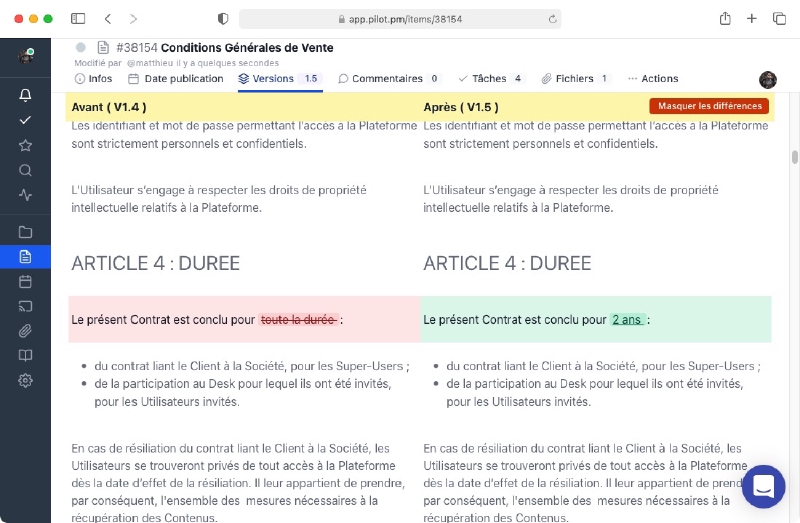 app.pilot.pm/items/38154
#38154 Conditions Générales de Vente
Modifié par @matthieu il y a quelques secondes
Infos Date publication Versions 1.5 Commentaires 0 Tâches 4 Fichiers 1 ··· Actions
Avant ( V1.4 )
Les identifiant et mot de passe permettant l'accès à la Plateforme
sont strictement personnels et confidentiels.
L'Utilisateur s'engage à respecter les droits de propriété
intellectuelle relatifs à la Plateforme.
ARTICLE 4 : DUREE
Le présent Contrat est conclu pour toute la durée :
• du contrat liant le Client à la Société, pour les Super-Users ;
• de la participation au Desk pour lequel ils ont été invités,
pour les Utilisateurs invités.
En cas de résiliation du contrat liant le Client à la Société, les
Utilisateurs se trouveront privés de tout accès à la Plateforme
dès la date d'effet de la résiliation. Il leur appartient de prendre,
par conséquent, l'ensemble des mesures nécessaires à la
récupération des Contenus.
Après ( V1.5 )
Masquer les différences
Les identifiant et mot de passe permettant l'accès à la Plateforme
sont strictement personnels et confidentiels.
L'Utilisateur s'engage à respecter les droits de propriété
intellectuelle relatifs à la Plateforme.
ARTICLE 4 : DUREE
Le présent Contrat est conclu pour 2 ans :
• du contrat liant le Client à la Société, pour les Super-Users ;
• de la participation au Desk pour lequel ils ont été invités,
pour les Utilisateurs invités.
En cas de résiliation du contrat liant le Client à la Société, les
Utilisateurs se trouveront privés de tout accès à la Plateforme
dès la date d'effet de la résiliation. Il leur appartient de prend
par conséquent, l'ensemble des mesures nécessaires à la
récupération des Contenus.